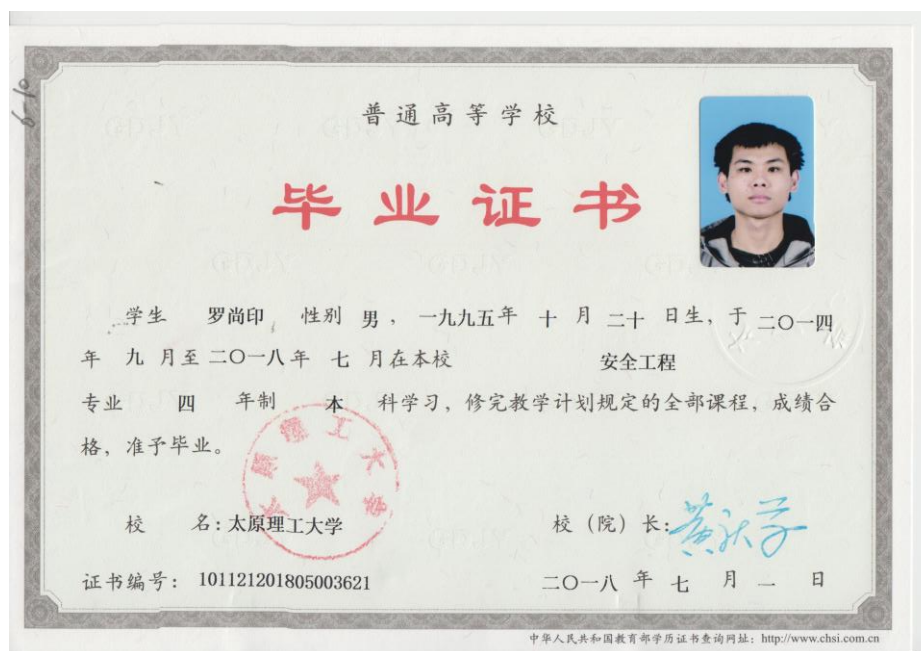 普通高等学校
毕业证书
学生 罗尚印 性别 男 ，一九九五年 十 月 二十 日生，于 二〇一四
年 九 月至 二〇一八 年 七 月在本校 安全工程
专业 四 年制 本 科学习，修完教学计划规定的全部课程，成绩合
格，准予毕业。
太原理工大学
校 名：太原理工大学 校（院）长：
证书编号： 101121201805003621 二〇一八 年 七 月 一 日
中华人民共和国教育部学历证书查询网址：http://www.chsi.com.cn